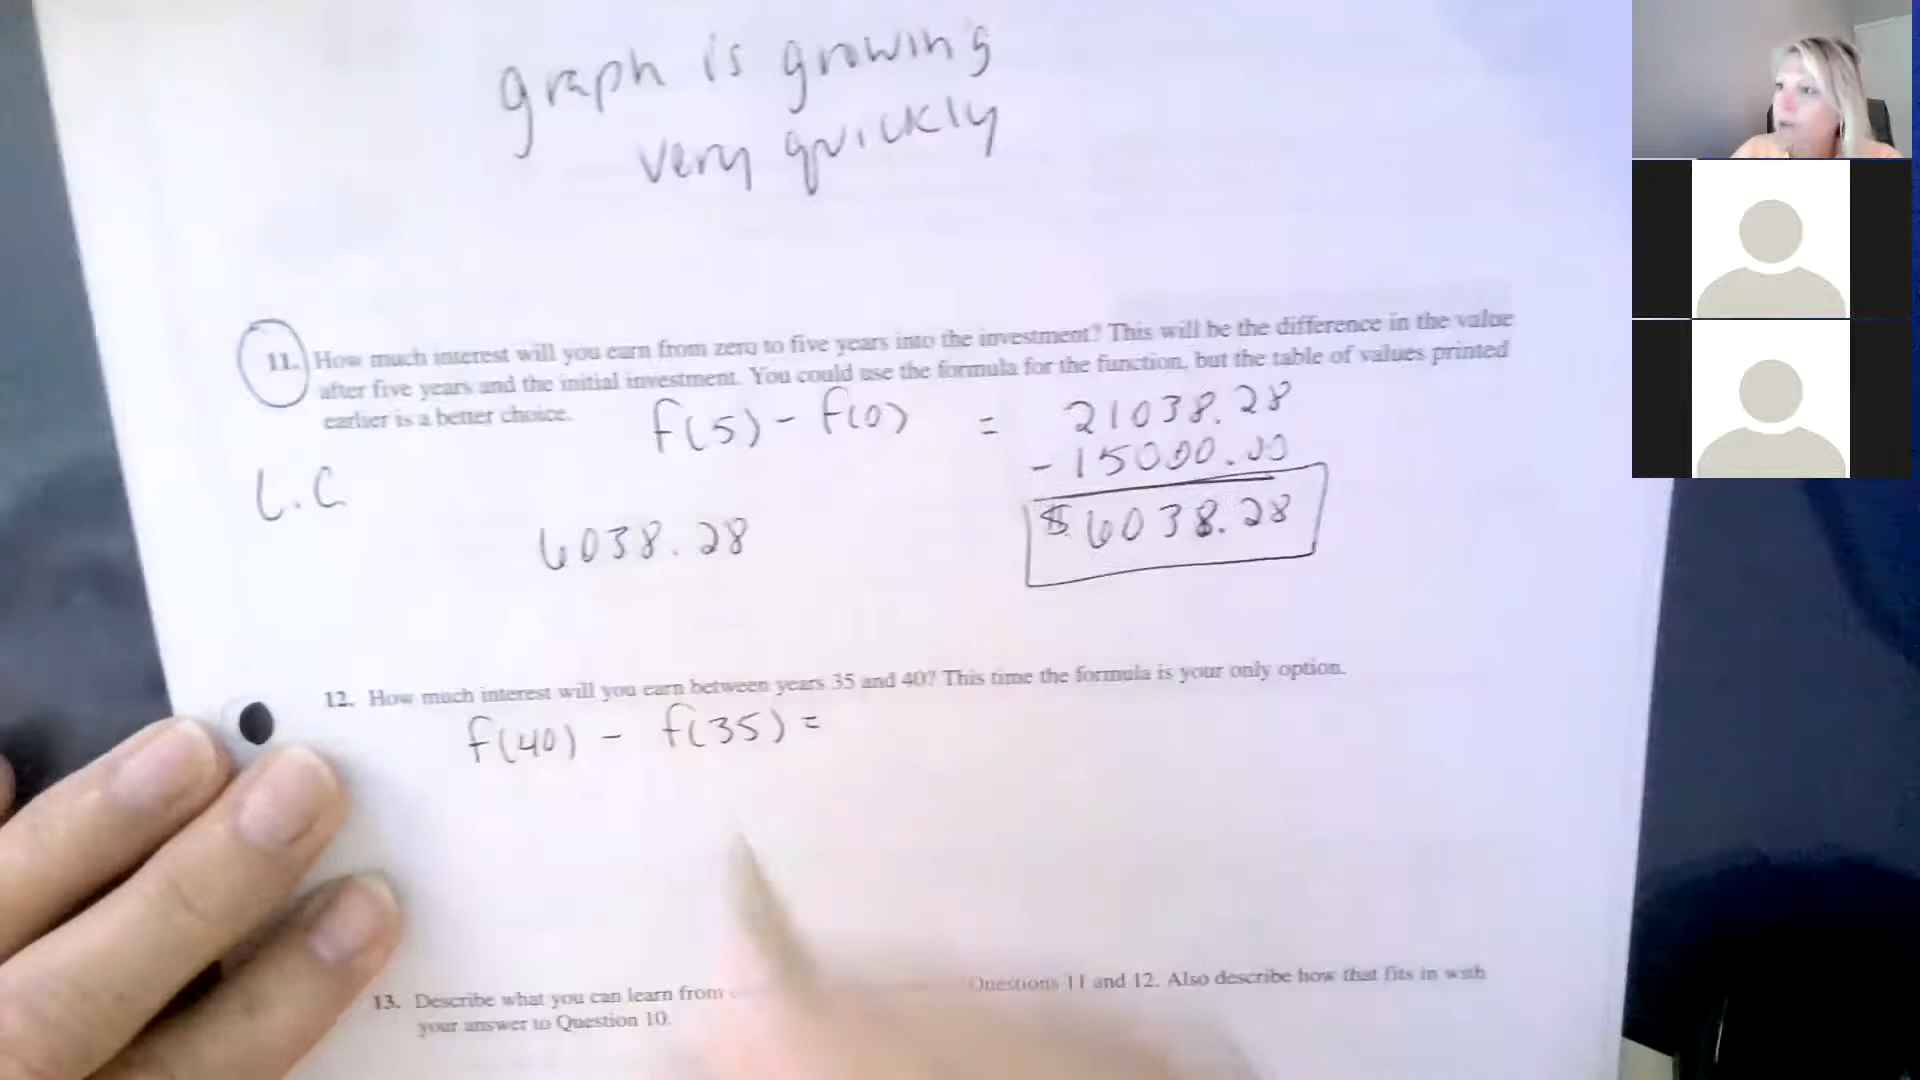 graph is growing
very quickly
11. How much interest will you earn from zero to five years into the investment? This will be the difference in the value
after five years and the initial investment. You could use the formula for the function, but the table of values printed
earlier is a better choice.
f(5) - f(0) = 21038.28
- 15000.00
L.C
6038.28
$6038.28
12. How much interest will you earn between years 35 and 40? This time the formula is your only option.
f(40) - f(35) =
13. Describe what you can learn from
Questions 11 and 12. Also describe how that fits in with
your answer to Question 10.